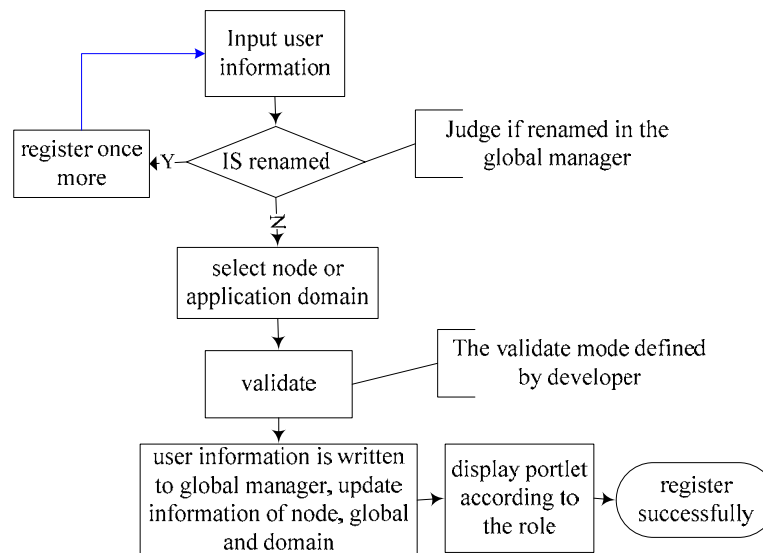 Input user
information
register once
more
Y
IS renamed
Judge if renamed in the
global manager
N
select node or
application domain
validate
The validate mode defined
by developer
user information is written
to global manager, update
information of node, global
and domain
display portlet
according to
the role
register
successfully